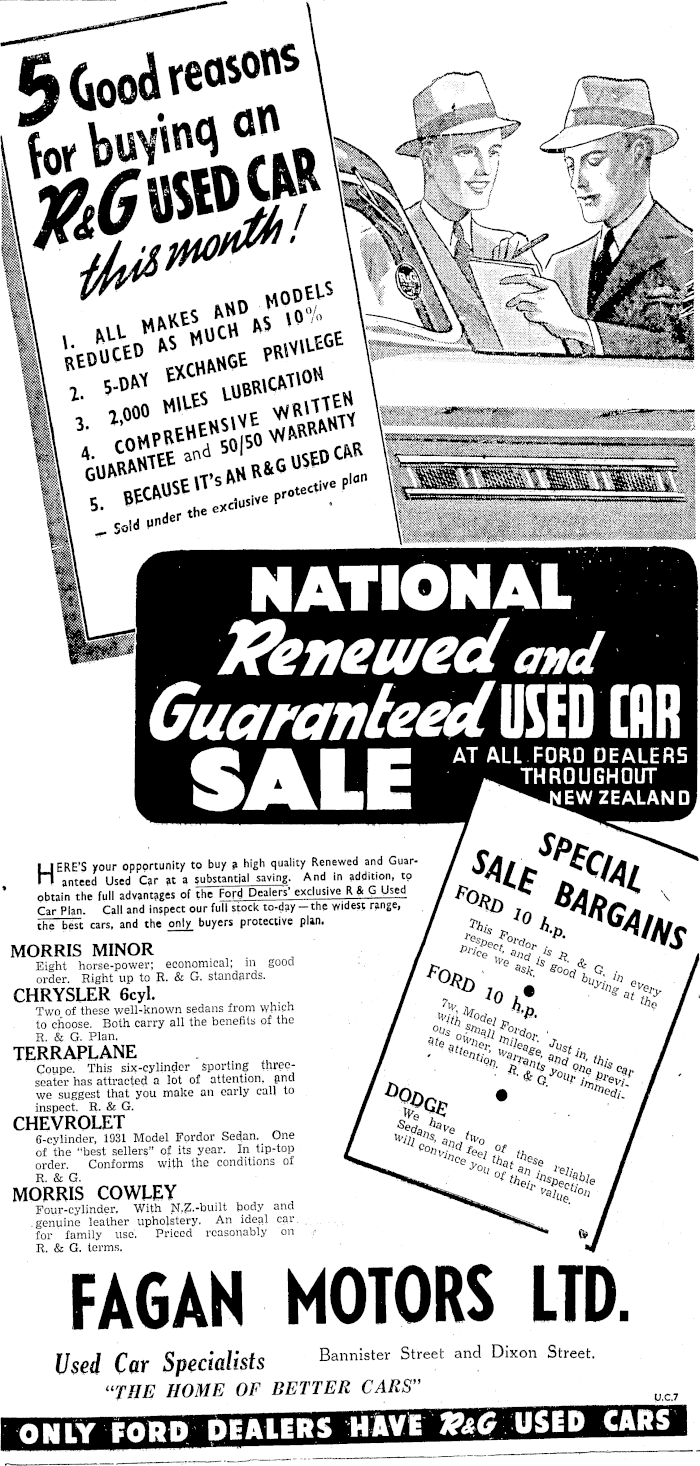 5 Good reasons
for buying an
R&G USED CAR
this month!
1. ALL MAKES AND MODELS
REDUCED AS MUCH AS 10%
2. 5-DAY EXCHANGE PRIVILEGE
3. 2,000 MILES LUBRICATION
4. COMPREHENSIVE WRITTEN
GUARANTEE and 50/50 WARRANTY
5. BECAUSE IT's AN R&G USED CAR
— Sold under the exclusive protective plan
R&G
NATIONAL
Renewed and
Guaranteed USED CAR
SALE
AT ALL FORD DEALERS
THROUGHOUT
NEW ZEALAND
HERE'S your opportunity to buy a high quality Renewed and Guar-
anteed Used Car at a substantial saving. And in addition, to
obtain the full advantages of the Ford Dealers' exclusive R & G Used
Car Plan. Call and inspect our full stock to-day — the widest range,
the best cars, and the only buyers protective plan.
MORRIS MINOR
Eight horse-power; economical; in good
order. Right up to R. & G. standards.
CHRYSLER 6cyl.
Two of these well-known sedans from which
to choose. Both carry all the benefits of the
R. & G. Plan.
TERRAPLANE
Coupe. This six-cylinder sporting three-
seater has attracted a lot of attention, and
we suggest that you make an early call to
inspect. R. & G.
CHEVROLET
6-cylinder, 1931 Model Fordor Sedan. One
of the "best sellers" of its year. In tip-top
order. Conforms with the conditions of
R. & G.
MORRIS COWLEY
Four-cylinder. With N.Z.-built body and
genuine leather upholstery. An ideal car
for family use. Priced reasonably on
R. & G. terms.
SPECIAL
SALE BARGAINS
FORD 10 h.p.
This Fordor is R. & G. in every
respect, and is good buying at the
price we ask.
FORD 10 h.p.
7w. Model Fordor. Just in, this car
with small mileage, and one previ-
ous owner, warrants your immedi-
ate attention. R. & G.
DODGE
We have two of these reliable
Sedans, and feel that an inspection
will convince you of their value.
FAGAN MOTORS LTD.
Used Car Specialists
Bannister Street and Dixon Street.
"THE HOME OF BETTER CARS"
U.C.7
ONLY FORD DEALERS HAVE R&G USED CARS